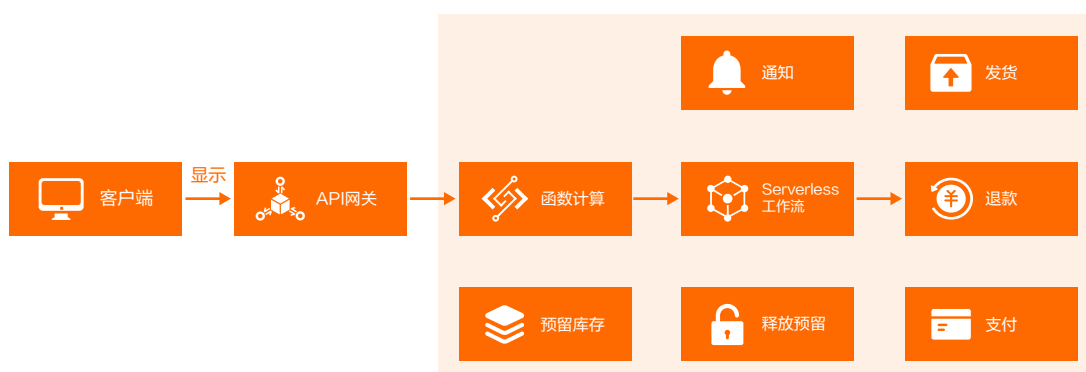 通知
发货
客户端
显示
API网关
函数计算
Serverless
工作流
退款
预留库存
释放预留
支付